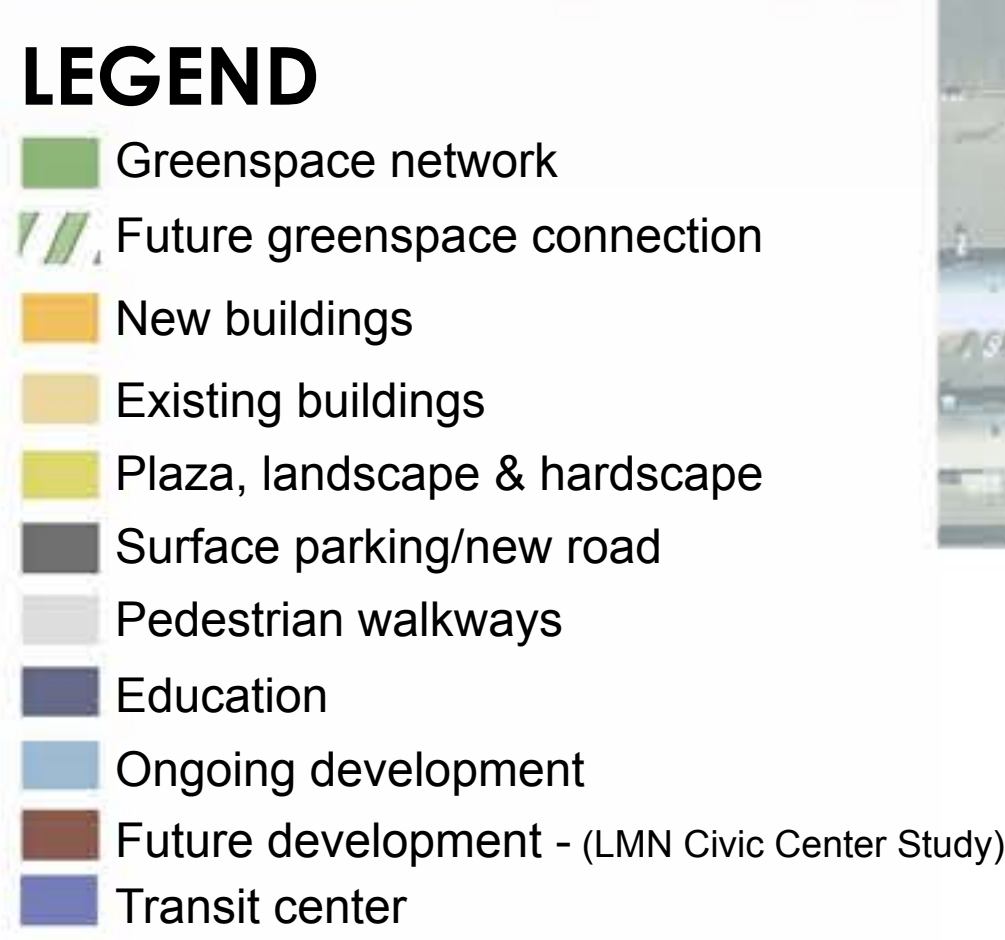 LEGEND
Greenspace network
Future greenspace connection
New buildings
Existing buildings
Plaza, landscape & hardscape
Surface parking/new road
Pedestrian walkways
Education
Ongoing development
Future development - (LMN Civic Center Study)
Transit center